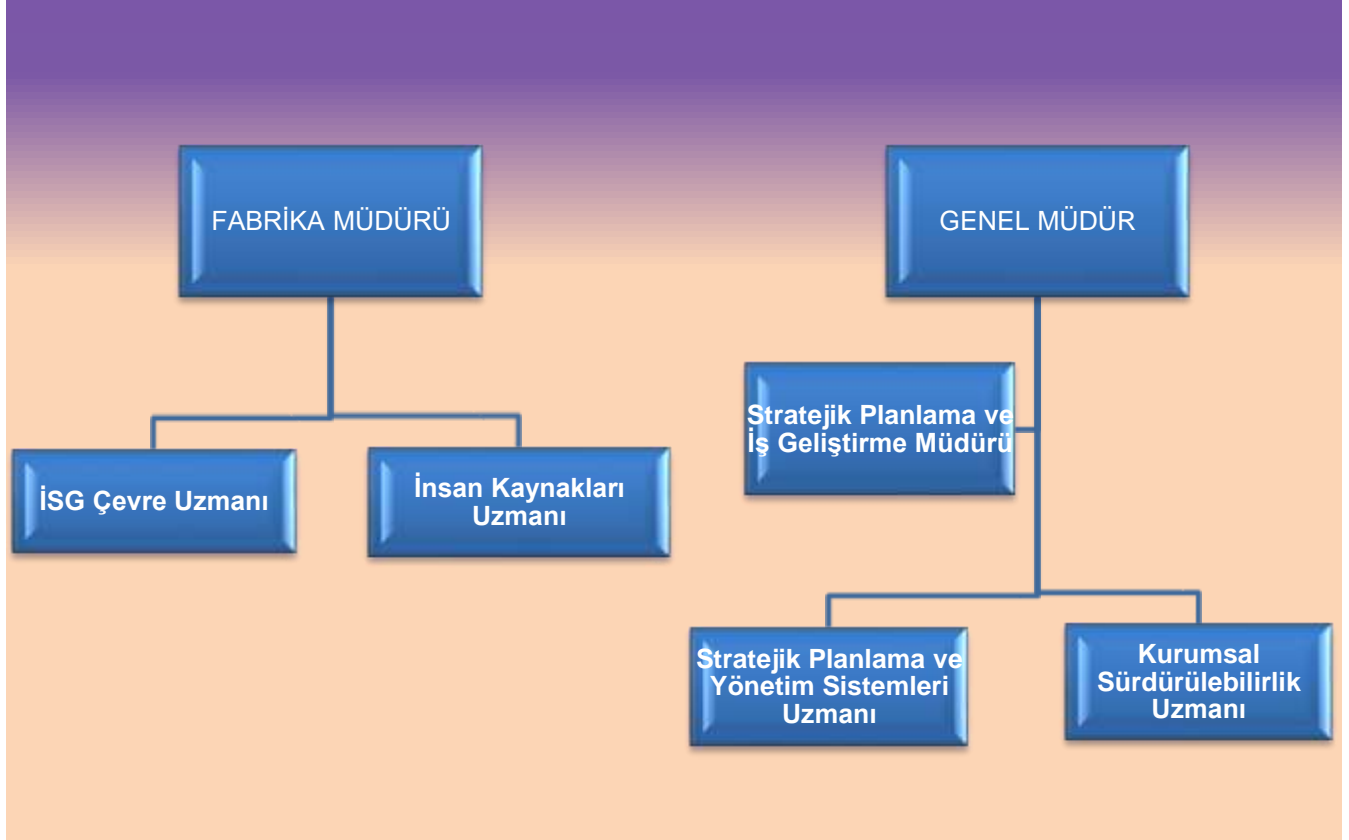 FABRİKA MÜDÜRÜ
GENEL MÜDÜR
Stratejik Planlama ve
İş Geliştirme Müdürü
İSG Çevre Uzmanı
İnsan Kaynakları
Uzmanı
Stratejik Planlama ve
Yönetim Sistemleri
Uzmanı
Kurumsal
Sürdürülebilirlik
Uzmanı